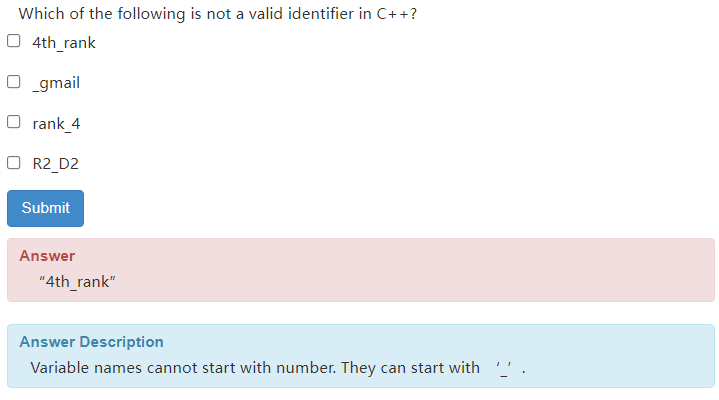 Which of the following is not a valid identifier in C++?
4th_rank
_gmail
rank_4
R2_D2
Submit
Answer
“4th_rank”
Answer Description
Variable names cannot start with number. They can start with ‘_’ .